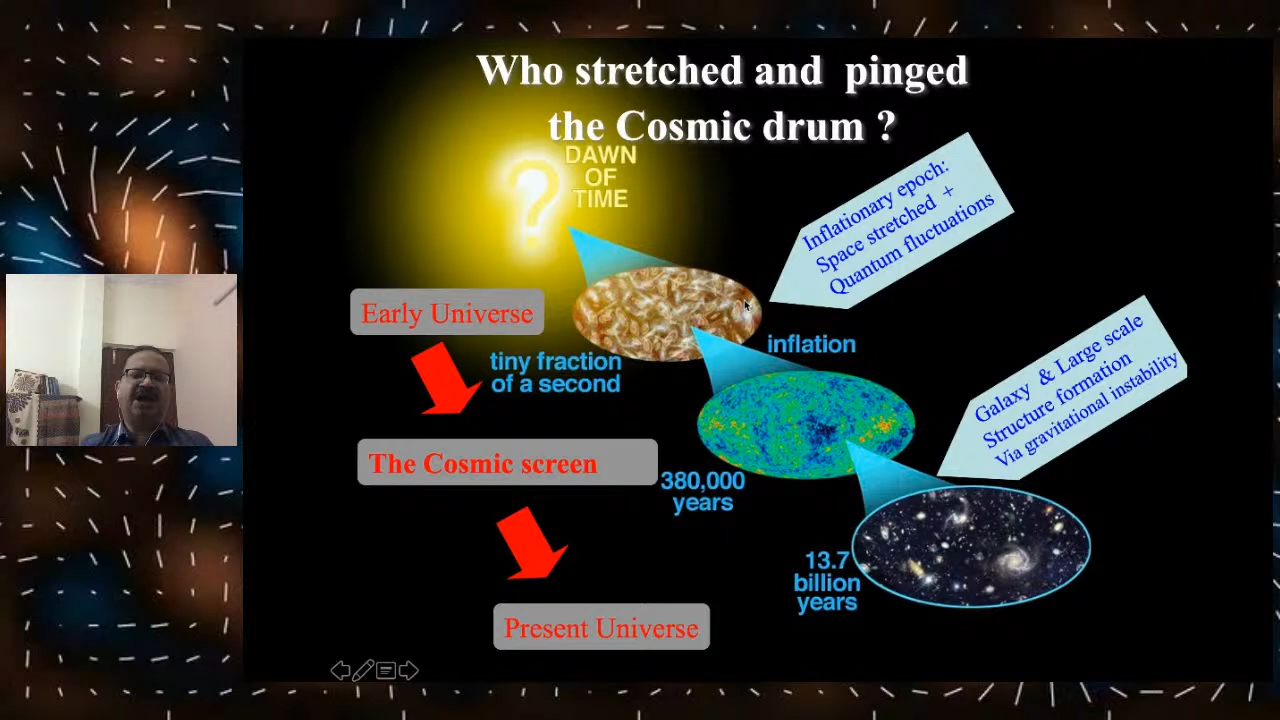 Who stretched and pinged
the Cosmic drum ?
DAWN
OF
TIME
?
Inflationary epoch:
Space stretched +
Quantum fluctuations
Early Universe
inflation
tiny fraction
of a second
Galaxy & Large scale
Structure formation
Via gravitational instability
The Cosmic screen
380,000
years
13.7
billion
years
Present Universe